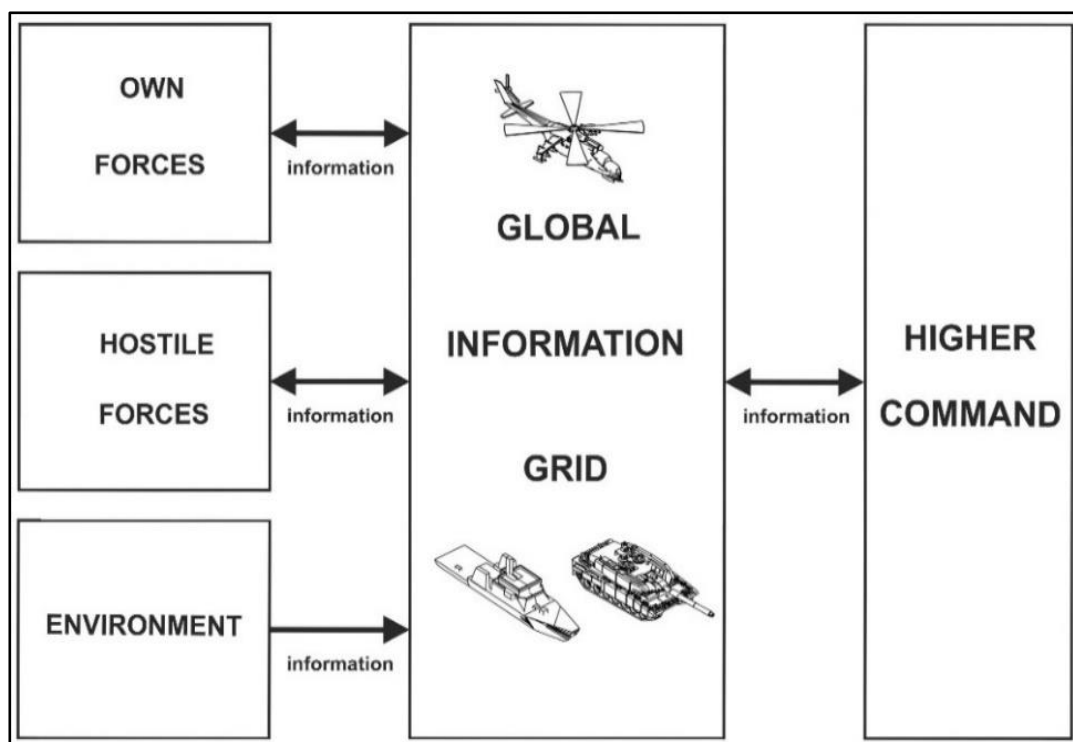 OWN
FORCES
information
HOSTILE
FORCES
information
ENVIRONMENT
information
GLOBAL
INFORMATION
GRID
information
HIGHER
COMMAND